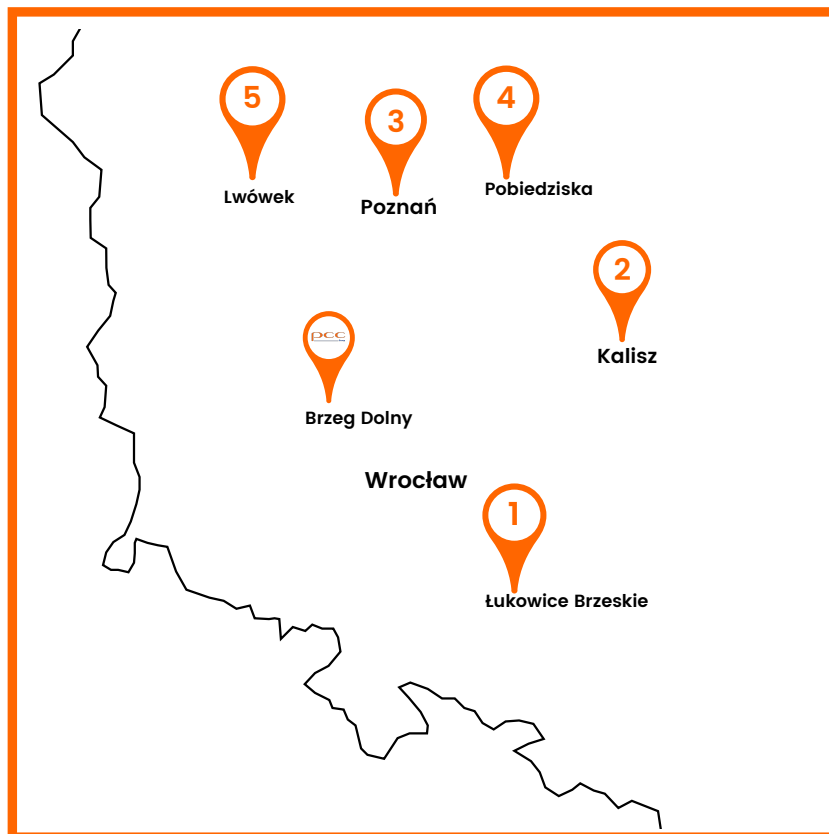 5
3
4
Lwówek
Poznań
Pobiedziska
2
Kalisz
pcc
Brzeg Dolny
Wrocław
1
Łukowice Brzeskie